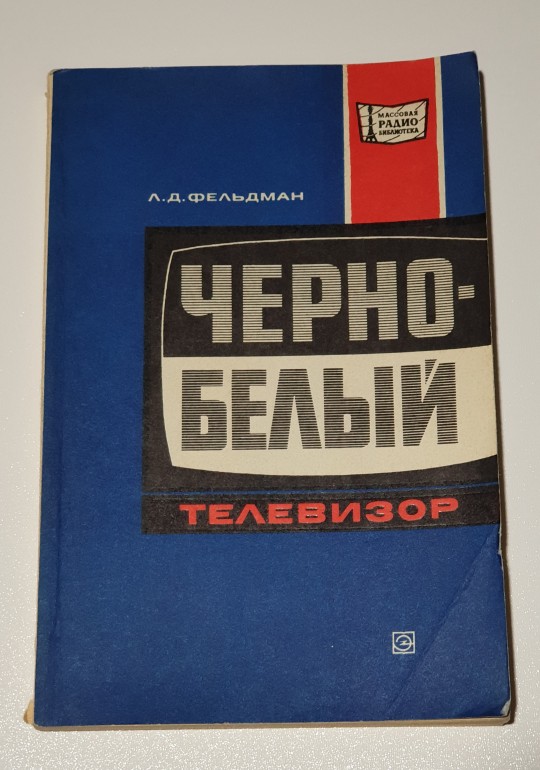 МАССОВАЯ
РАДИО
БИБЛИОТЕКА
Л.Д.ФЕЛЬДМАН
ЧЕРНО-
БЕЛЫЙ
ТЕЛЕВИЗОР